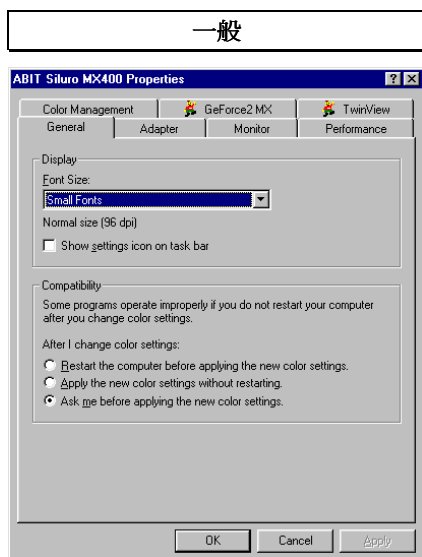 一般
ABIT Siluro MX400 Properties
Color Management GeForce2 MX TwinView
General Adapter Monitor Performance
Display
Font Size:
Small Fonts
Normal size (96 dpi)
Show settings icon on task bar
Compatibility
Some programs operate improperly if you do not restart your computer
after you change color settings.
After I change color settings:
Restart the computer before applying the new color settings.
Apply the new color settings without restarting.
Ask me before applying the new color settings.
OK Cancel Apply